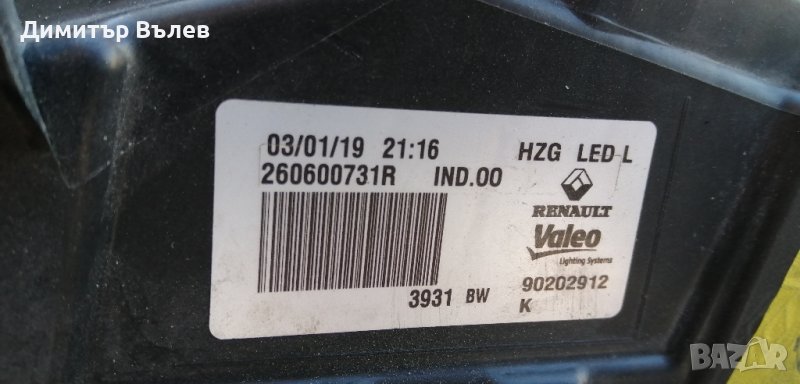 Димитър Вълев
03/01/19 21:16 HZG LED L
260600731R IND.00
RENAULT
Valeo
Lighting Systems
3931 BW 90202912
K
BAZAR